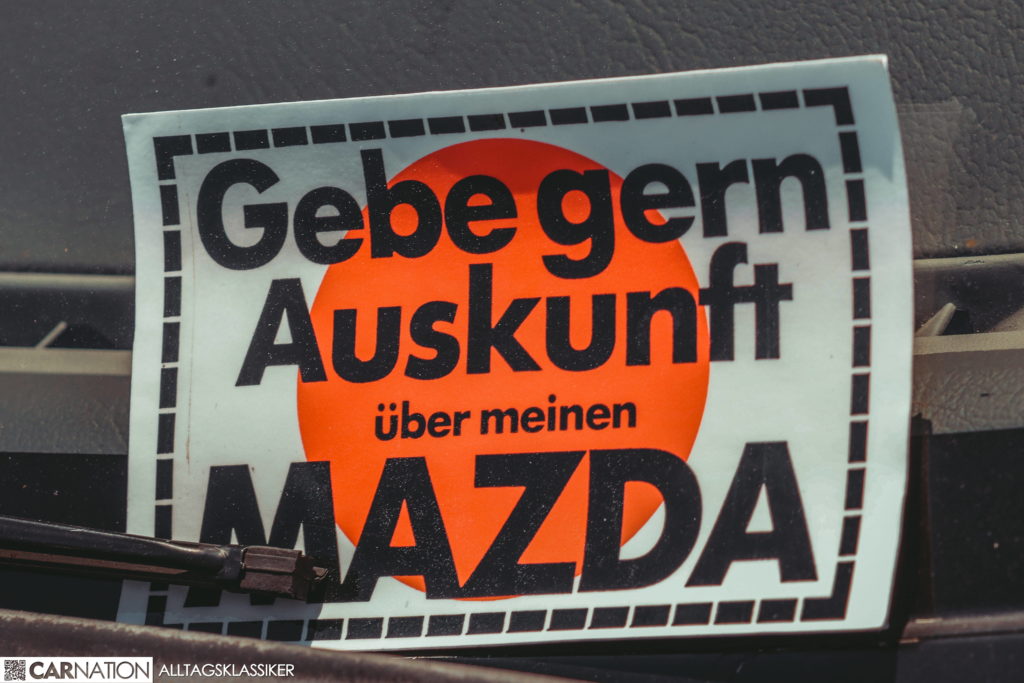 Gebe gern
Auskunft
über meinen
MAZDA
CARNATION ALLTAGSKLASSIKER